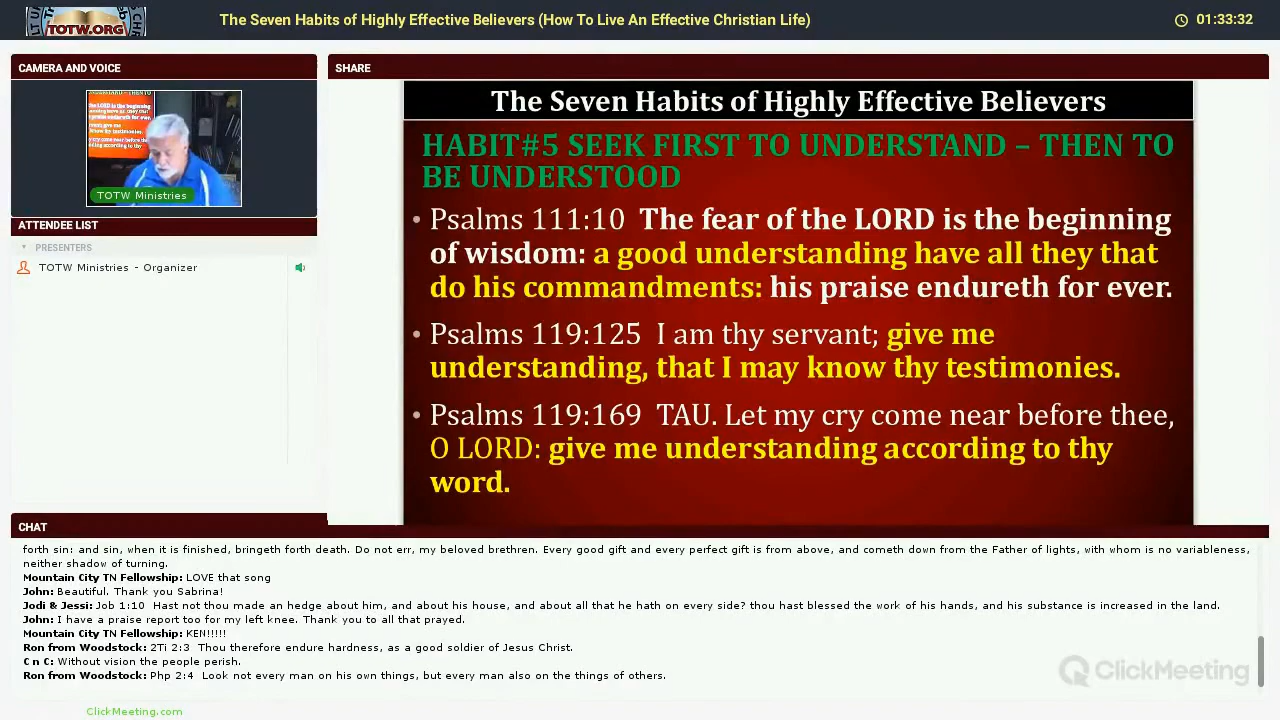 TOTW.ORG
The Seven Habits of Highly Effective Believers (How To Live An Effective Christian Life)
01:33:32
CAMERA AND VOICE
TOTW Ministries
ATTENDEE LIST
PRESENTERS
TOTW Ministries - Organizer
SHARE
The Seven Habits of Highly Effective Believers
HABIT#5 SEEK FIRST TO UNDERSTAND – THEN TO
BE UNDERSTOOD
• Psalms 111:10 The fear of the LORD is the beginning
of wisdom: a good understanding have all they that
do his commandments: his praise endureth for ever.
• Psalms 119:125 I am thy servant; give me
understanding, that I may know thy testimonies.
• Psalms 119:169 TAU. Let my cry come near before thee,
O LORD: give me understanding according to thy
word.
CHAT
forth sin: and sin, when it is finished, bringeth forth death. Do not err, my beloved brethren. Every good gift and every perfect gift is from above, and cometh down from the Father of lights, with whom is no variableness,
neither shadow of turning.
Mountain City TN Fellowship: LOVE that song
John: Beautiful. Thank you Sabrina!
Jodi & Jessi: Job 1:10 Hast not thou made an hedge about him, and about his house, and about all that he hath on every side? thou hast blessed the work of his hands, and his substance is increased in the land.
John: I have a praise report too for my left knee. Thank you to all that prayed.
Mountain City TN Fellowship: KEN!!!!!
Ron from Woodstock: 2Ti 2:3 Thou therefore endure hardness, as a good soldier of Jesus Christ.
C n C: Without vision the people perish.
Ron from Woodstock: Php 2:4 Look not every man on his own things, but every man also on the things of others.
ClickMeeting
ClickMeeting.com